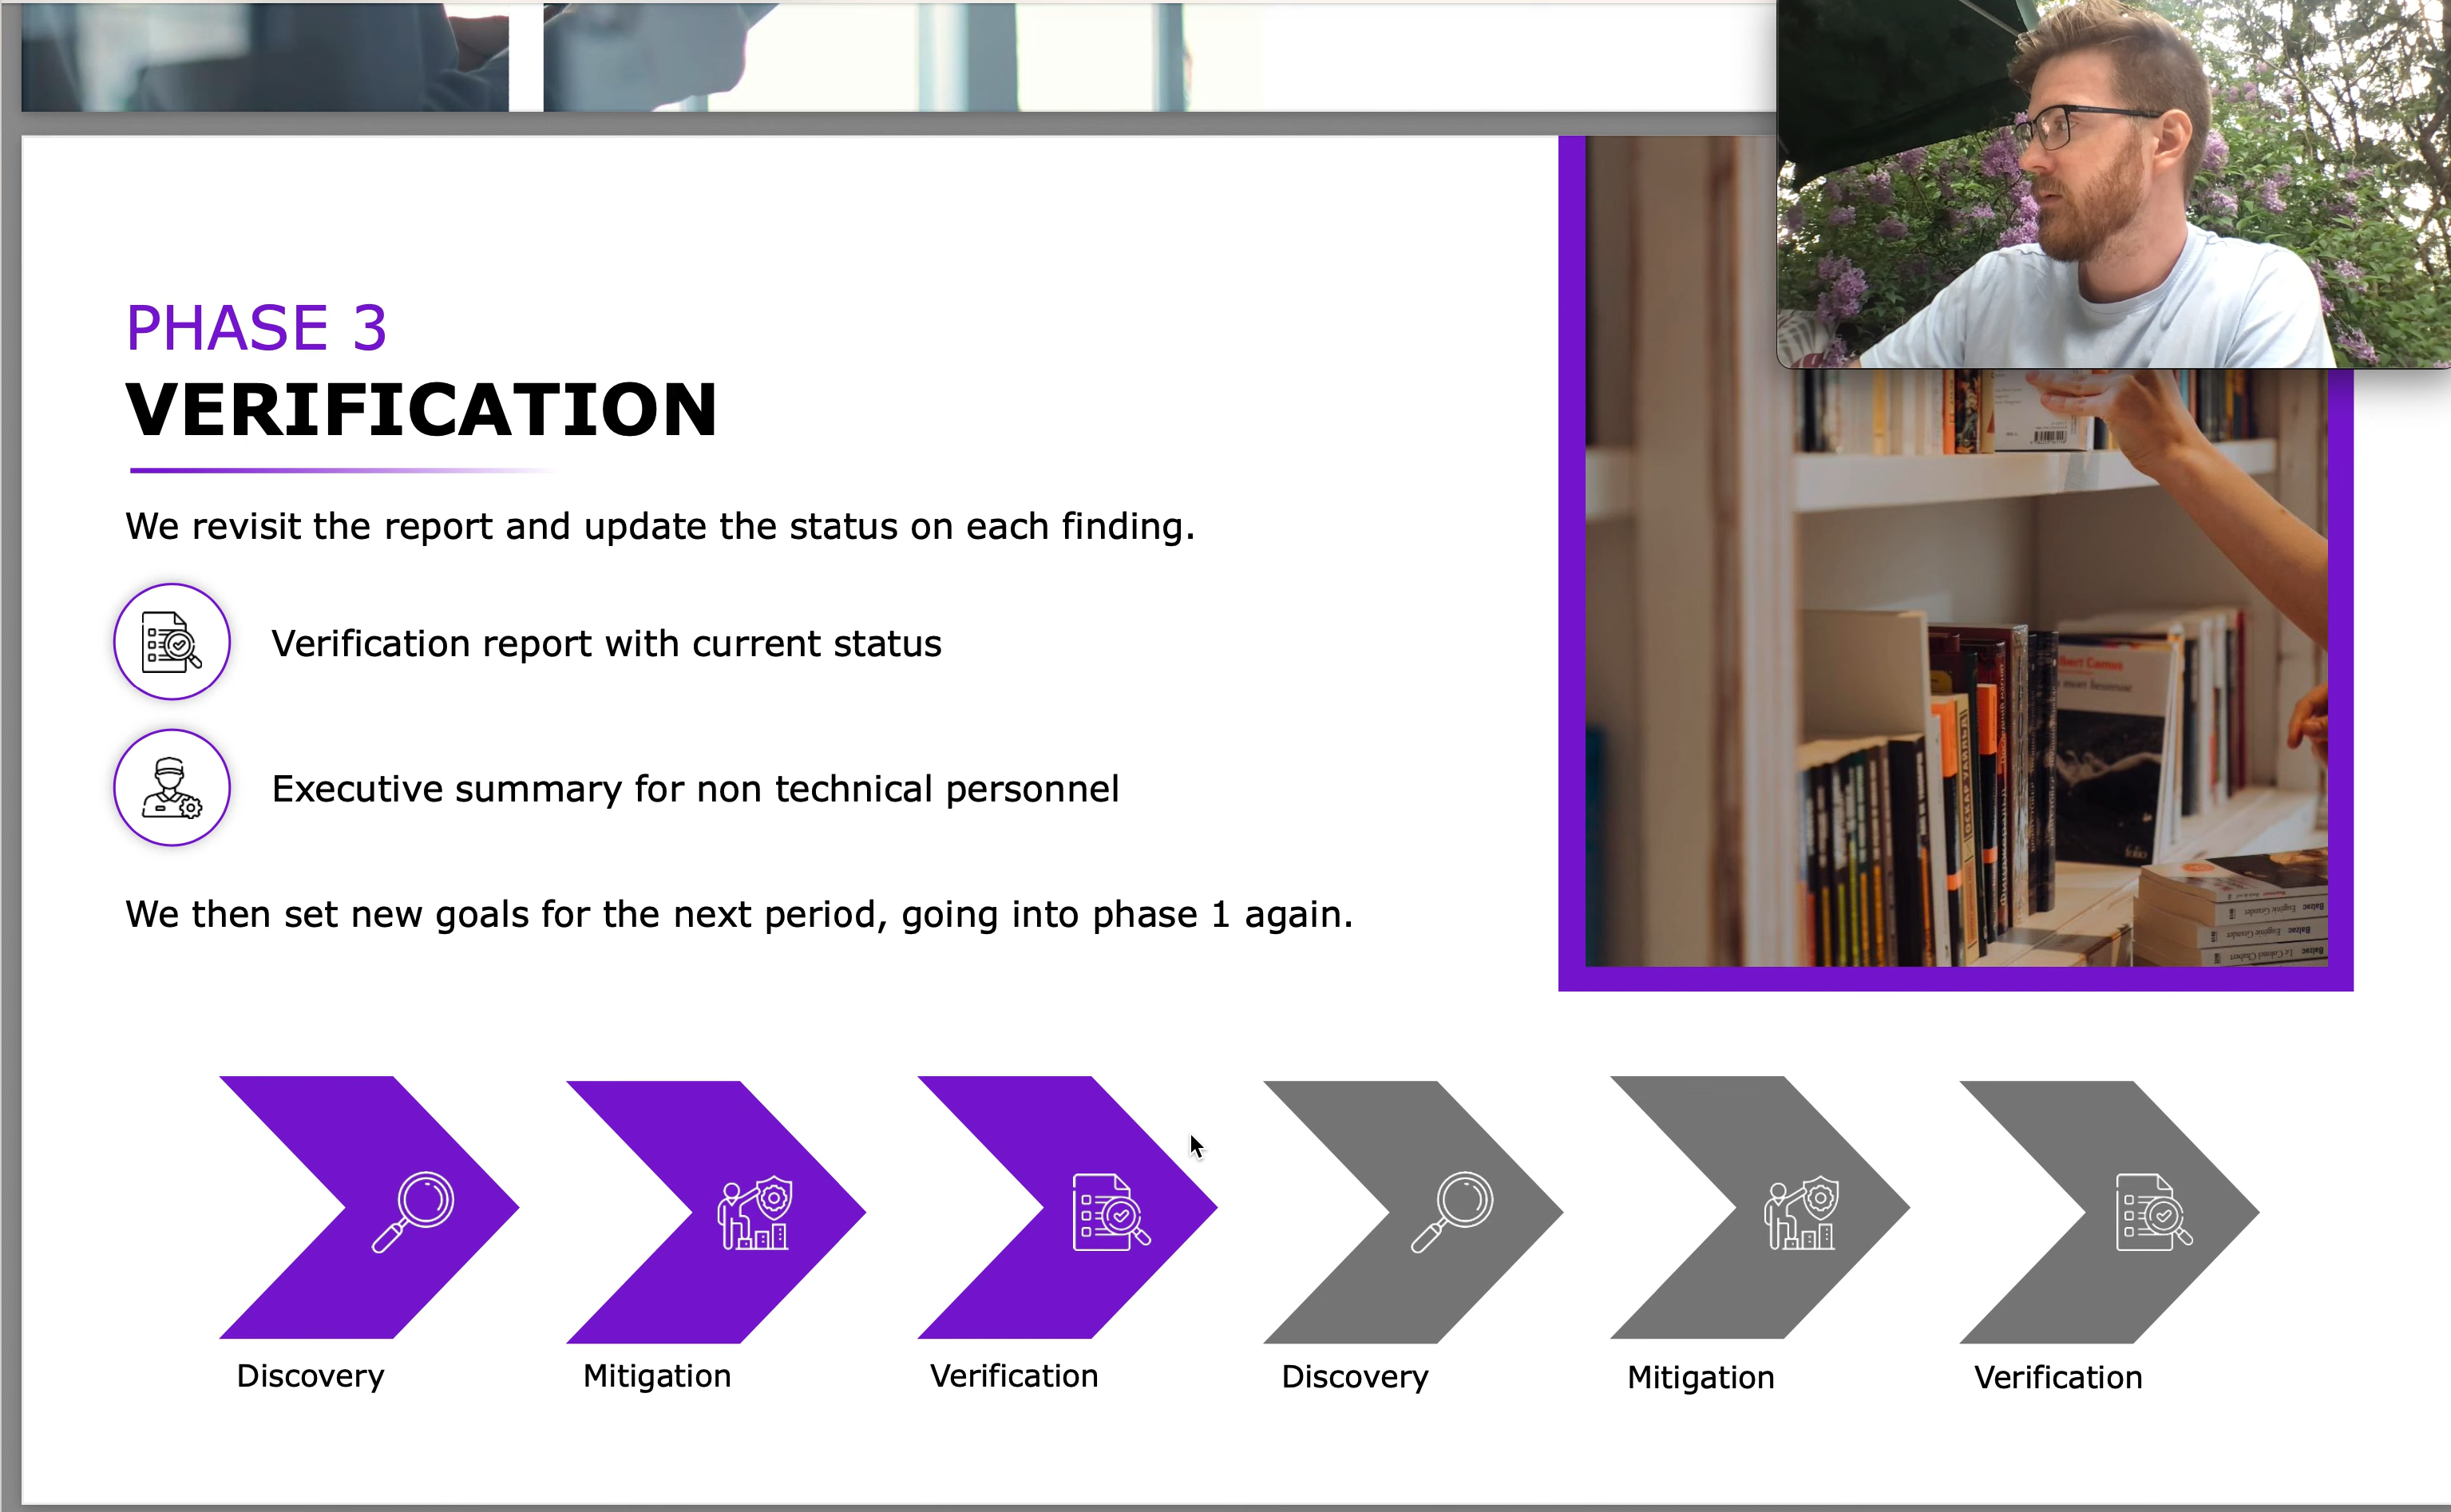 PHASE 3
VERIFICATION
We revisit the report and update the status on each finding.
Verification report with current status
Executive summary for non technical personnel
We then set new goals for the next period, going into phase 1 again.
Discovery
Mitigation
Verification
Discovery
Mitigation
Verification